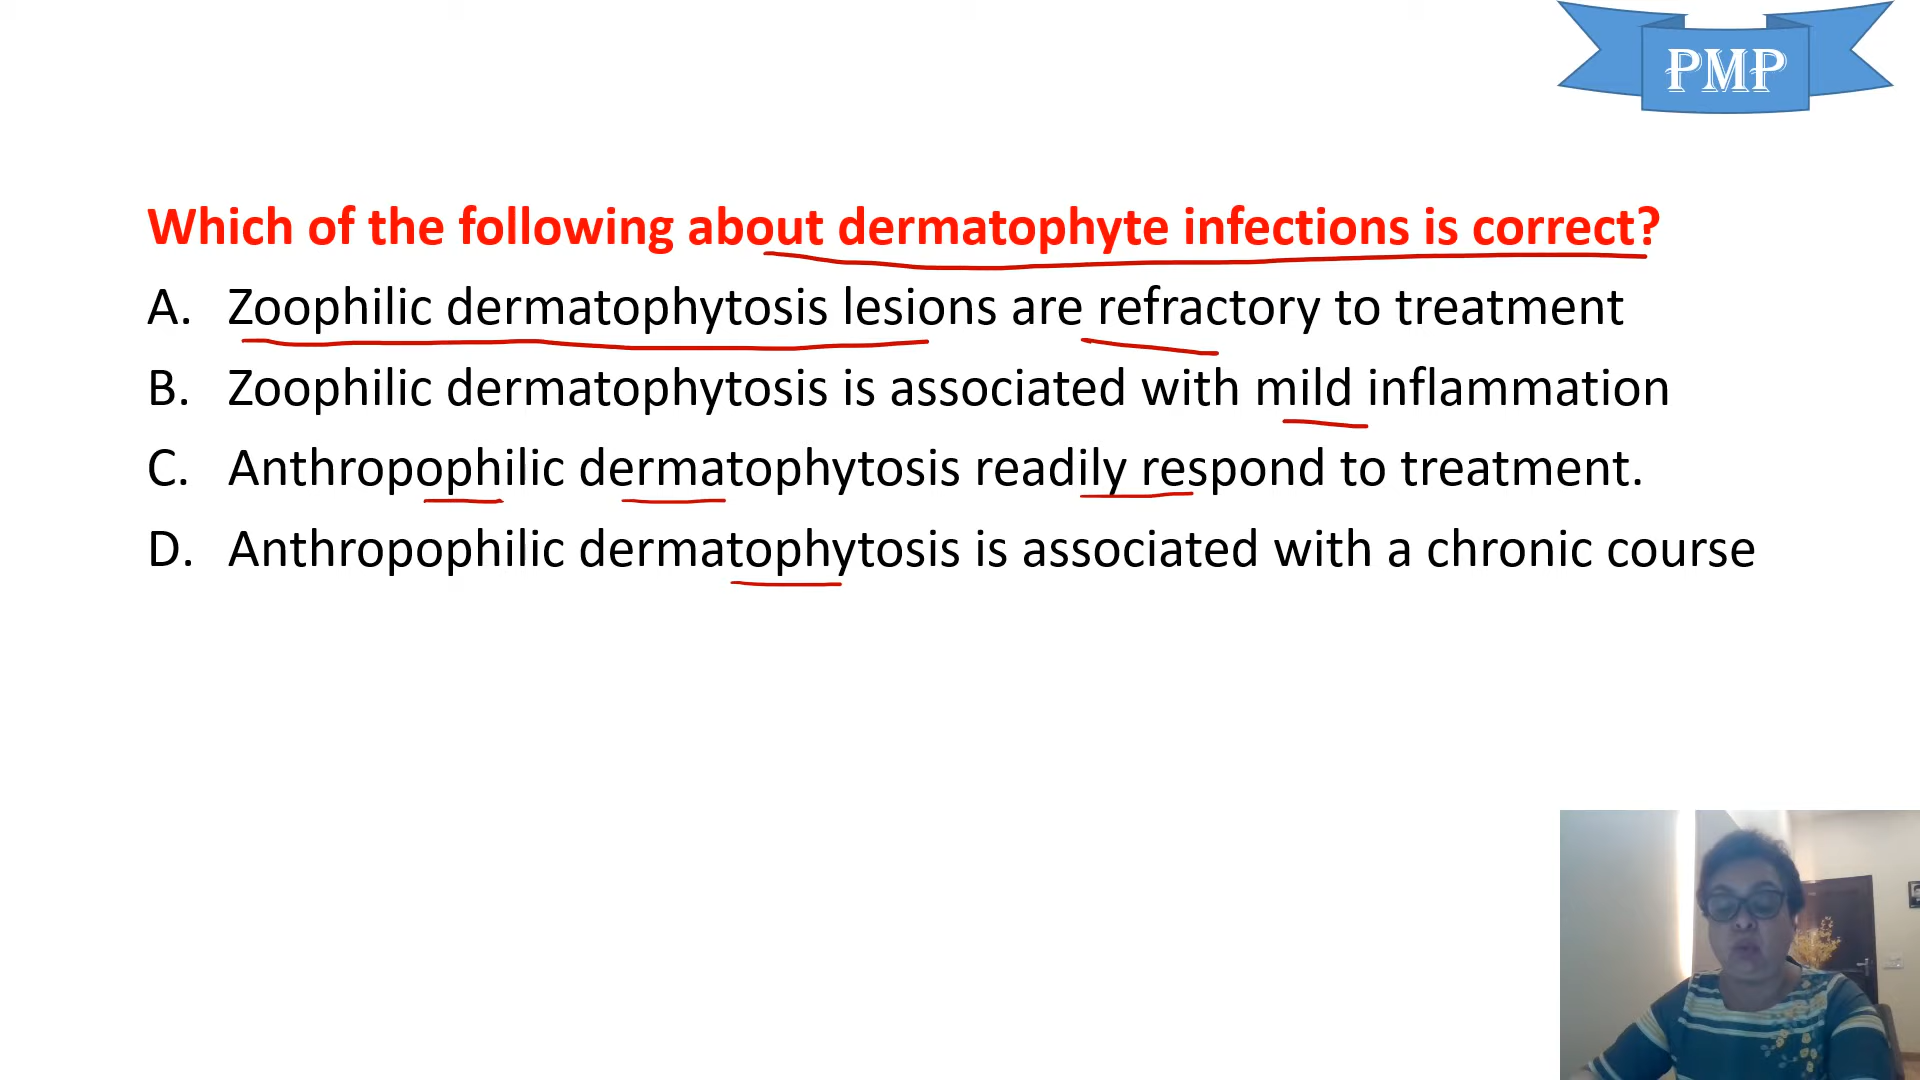 PMP
Which of the following about dermatophyte infections is correct?
A. Zoophilic dermatophytosis lesions are refractory to treatment
B. Zoophilic dermatophytosis is associated with mild inflammation
C. Anthropophilic dermatophytosis readily respond to treatment.
D. Anthropophilic dermatophytosis is associated with a chronic course